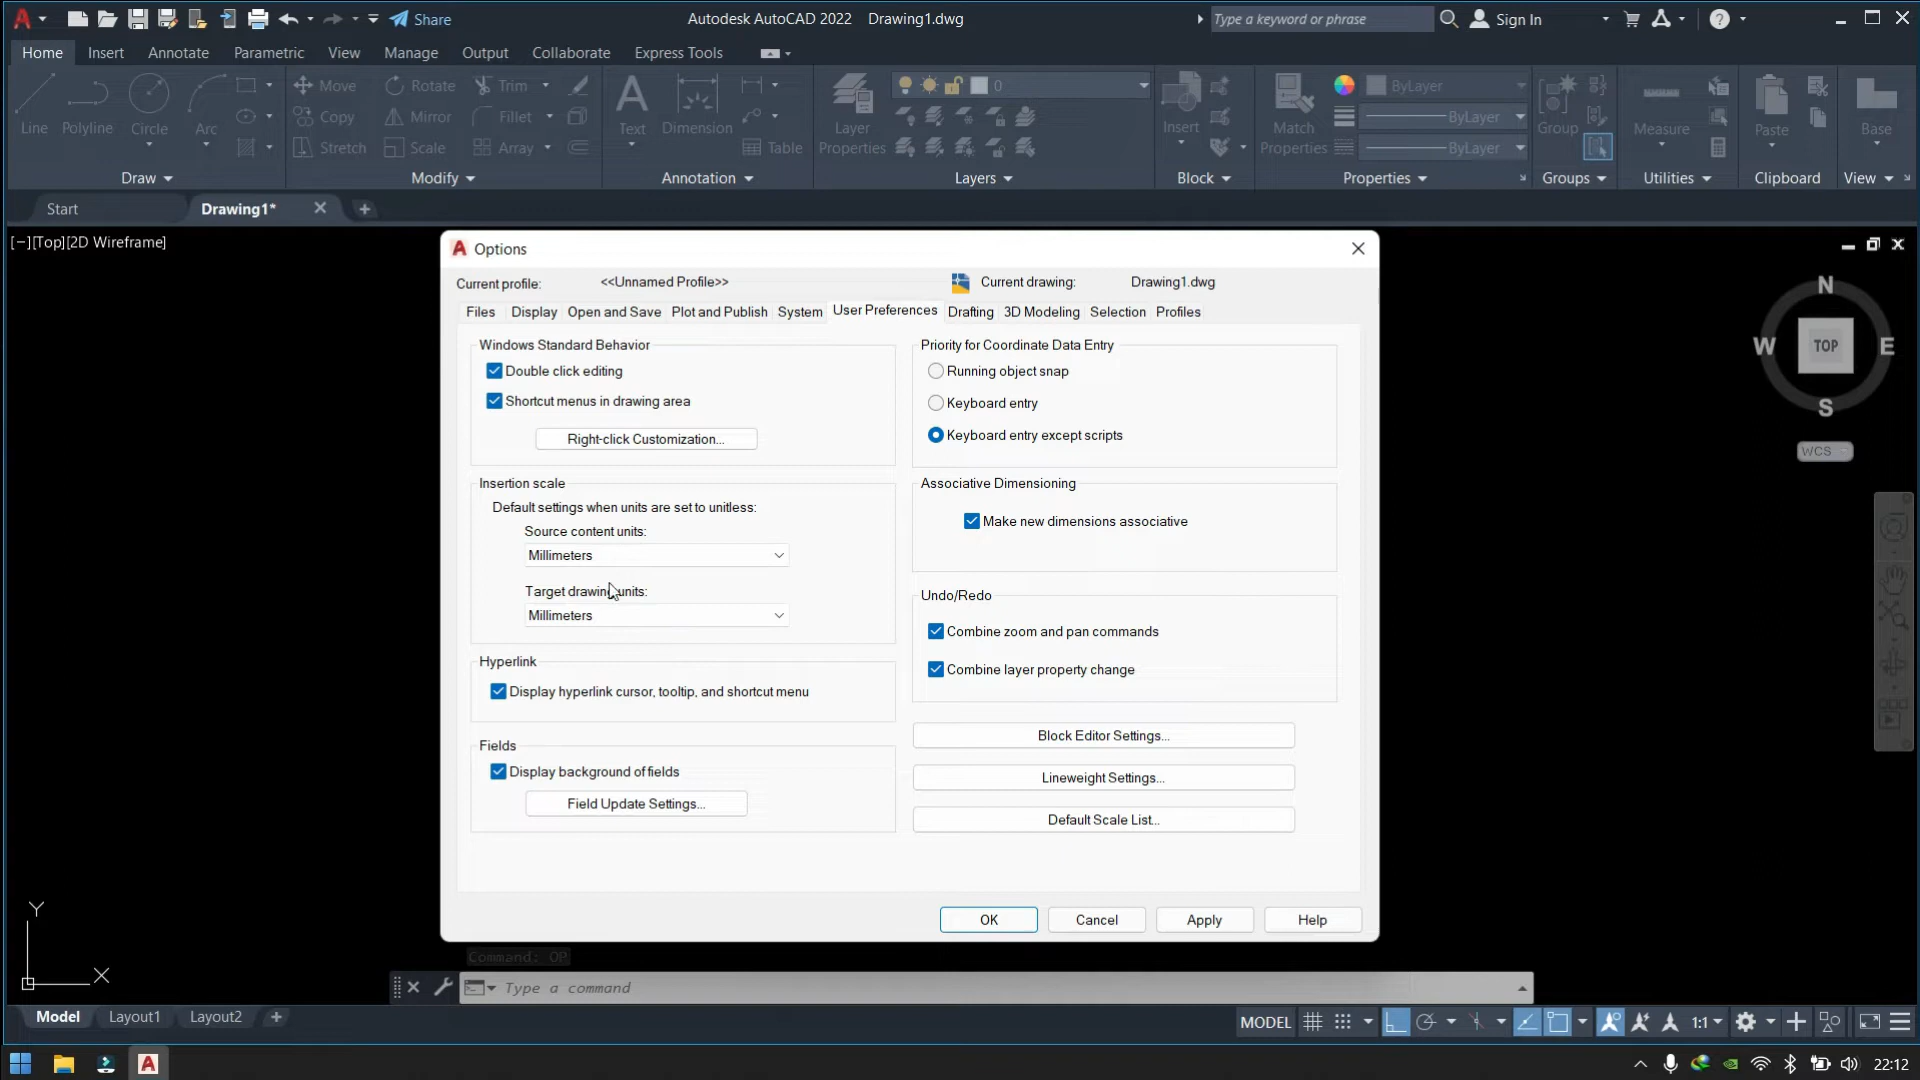 Share
Autodesk AutoCAD 2022 Drawing1.dwg
Type a keyword or phrase
Sign In
Home Insert Annotate Parametric View Manage Output Collaborate Express Tools
Line Polyline Circle Arc
Move Rotate Trim
Copy Mirror Fillet
Stretch Scale Array
Text Dimension Table
Layer Properties
0
Insert
Match Properties
ByLayer
ByLayer
ByLayer
Group
Measure
Paste
Base
Draw Modify Annotation Layers Block Properties Groups Utilities Clipboard View
Start Drawing1*
[−][Top][2D Wireframe]
Options
Current profile: <<Unnamed Profile>> Current drawing: Drawing1.dwg
Files Display Open and Save Plot and Publish System User Preferences Drafting 3D Modeling Selection Profiles
Windows Standard Behavior
Double click editing
Shortcut menus in drawing area
Right-click Customization...
Insertion scale
Default settings when units are set to unitless:
Source content units:
Millimeters
Target drawing units:
Millimeters
Hyperlink
Display hyperlink cursor, tooltip, and shortcut menu
Fields
Display background of fields
Field Update Settings...
Priority for Coordinate Data Entry
Running object snap
Keyboard entry
Keyboard entry except scripts
Associative Dimensioning
Make new dimensions associative
Undo/Redo
Combine zoom and pan commands
Combine layer property change
Block Editor Settings...
Lineweight Settings...
Default Scale List...
OK Cancel Apply Help
N
W TOP E
S
WCS
Y
X
Command: OP
Type a command
Model Layout1 Layout2
MODEL 1:1
22:12